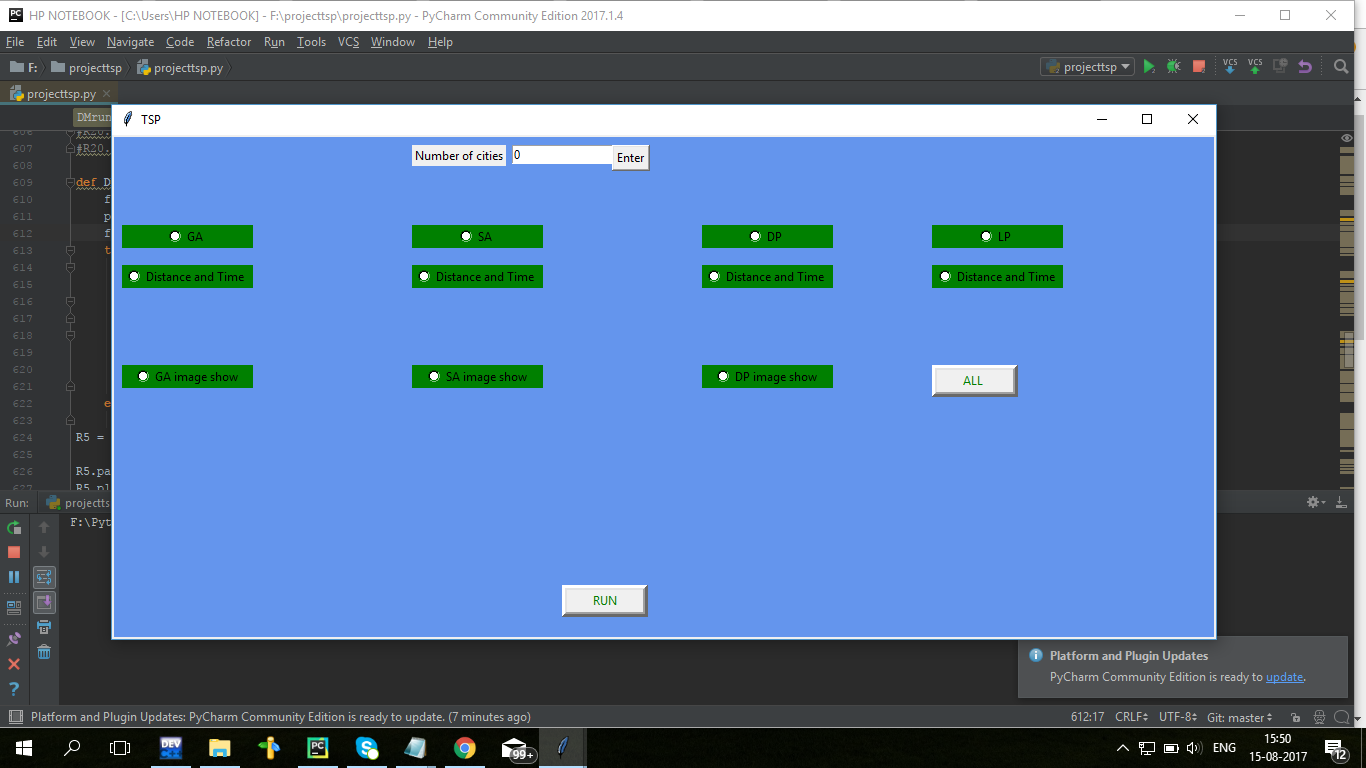 HP NOTEBOOK - [C:\Users\HP NOTEBOOK] - F:\projecttsp\projecttsp.py - PyCharm Community Edition 2017.1.4
File Edit View Navigate Code Refactor Run Tools VCS Window Help
F: projecttsp projecttsp.py projecttsp VCS VCS
projecttsp.py
DMrun
TSP
606 #R20.
607 #R20.
608
609 def D
610 f
611 p
612 f
613 t
614
615
616
617
618
619
620
621
622 e
623
624 R5 =
625
626 R5.pa
627 R5.pl
Number of cities 0 Enter
GA SA DP LP
Distance and Time Distance and Time Distance and Time Distance and Time
GA image show SA image show DP image show ALL
RUN
Run: projectts
F:\Pyt
Platform and Plugin Updates
PyCharm Community Edition is ready to update.
Platform and Plugin Updates: PyCharm Community Edition is ready to update. (7 minutes ago) 612:17 CRLF UTF-8 Git: master
DEV PC 99+ ENG 15:50
15-08-2017 12